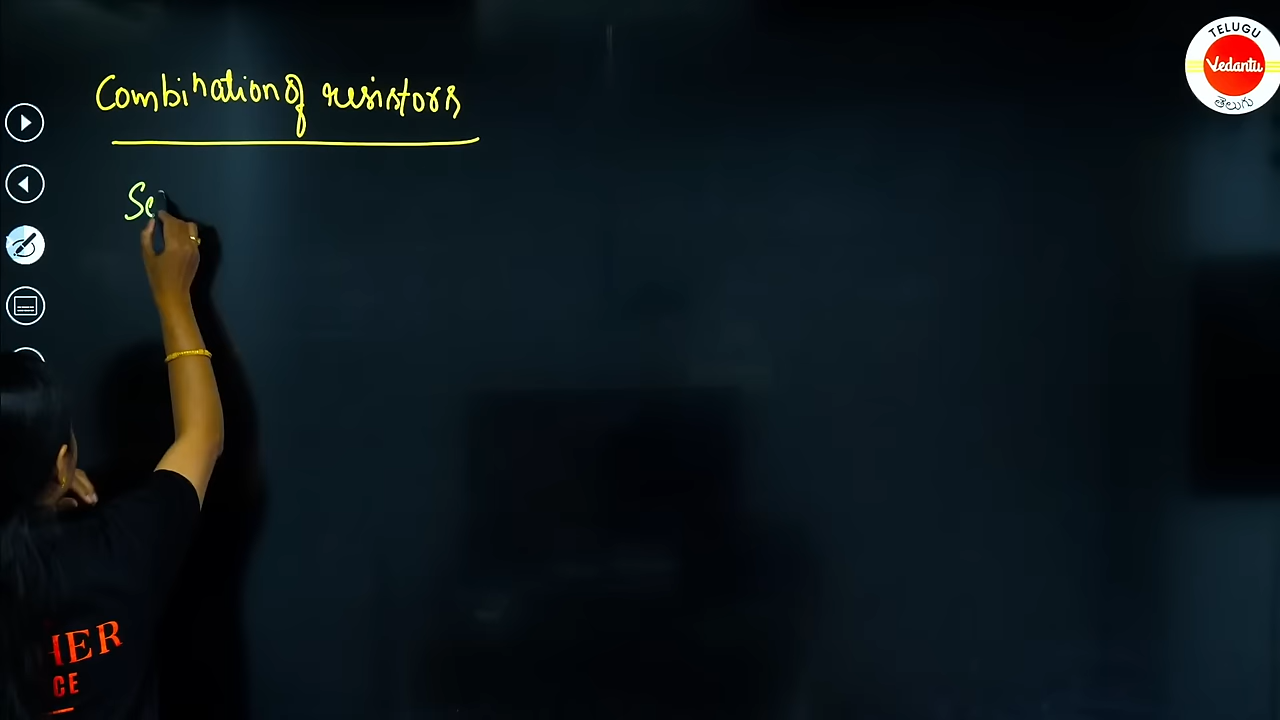 Combination of resistors
Se
TELUGU
Vedantu
తెలుగు
HER
CE